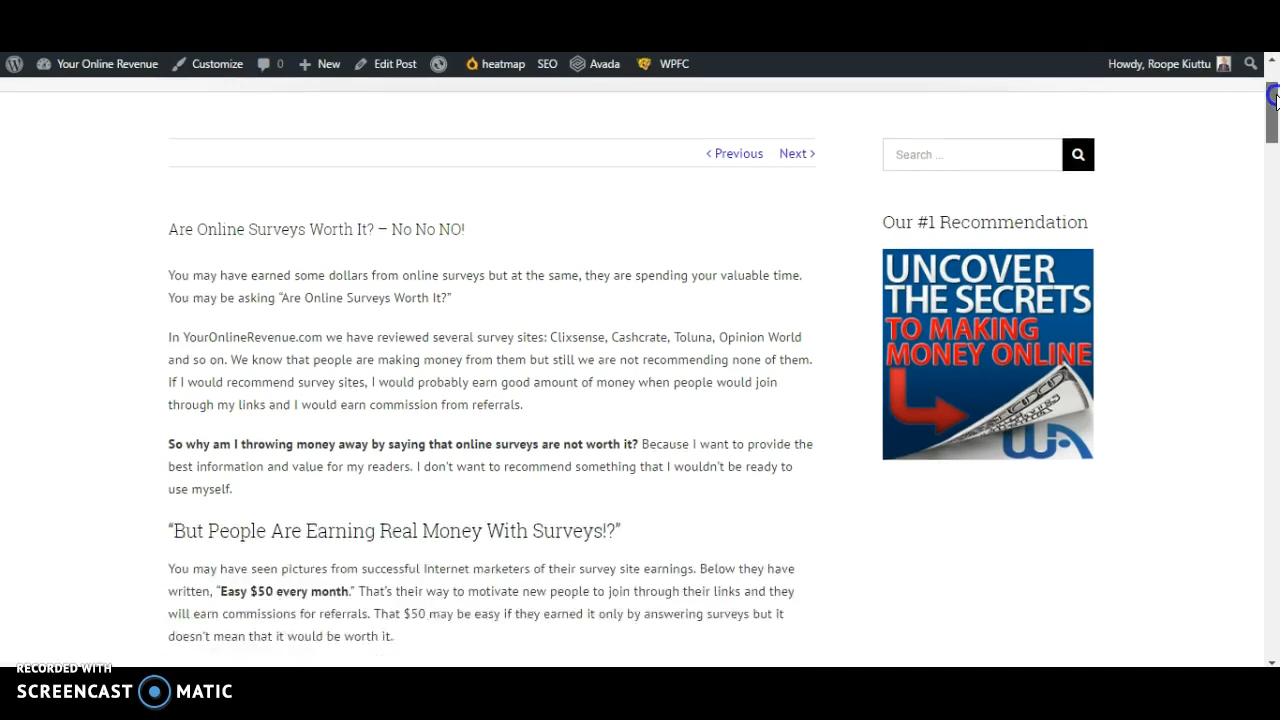 Your Online Revenue Customize 0 New Edit Post heatmap SEO Avada WPFC Howdy, Roope Kiuttu
< Previous Next >
Search ...
Are Online Surveys Worth It? – No No NO!
Our #1 Recommendation
You may have earned some dollars from online surveys but at the same, they are spending your valuable time.
You may be asking “Are Online Surveys Worth It?”
In YourOnlineRevenue.com we have reviewed several survey sites: Clixsense, Cashcrate, Toluna, Opinion World
and so on. We know that people are making money from them but still we are not recommending none of them.
If I would recommend survey sites, I would probably earn good amount of money when people would join
through my links and I would earn commission from referrals.
So why am I throwing money away by saying that online surveys are not worth it? Because I want to provide the
best information and value for my readers. I don't want to recommend something that I wouldn't be ready to
use myself.
“But People Are Earning Real Money With Surveys!?”
You may have seen pictures from successful Internet marketers of their survey site earnings. Below they have
written, “Easy $50 every month.” That's their way to motivate new people to join through their links and they
will earn commissions for referrals. That $50 may be easy if they earned it only by answering surveys but it
doesn't mean that it would be worth it.
UNCOVER
THE SECRETS
TO MAKING
MONEY ONLINE
WA
RECORDED WITH
SCREENCAST MATIC